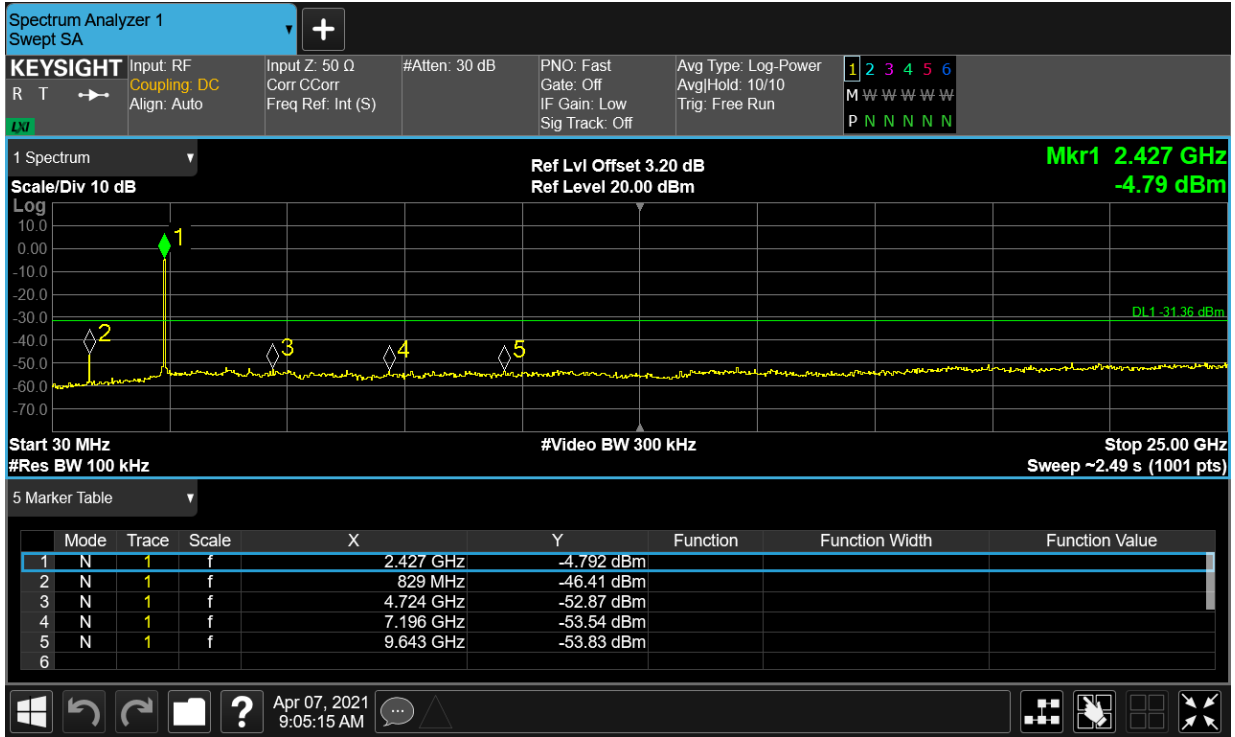 Spectrum Analyzer 1
Swept SA
KEYSIGHT Input: RF Input Z: 50 Ω #Atten: 30 dB PNO: Fast Avg Type: Log-Power 1 2 3 4 5 6
R T Coupling: DC Corr CCorr Gate: Off Avg|Hold: 10/10 M W W W W W
Align: Auto Freq Ref: Int (S) IF Gain: Low Trig: Free Run
LXI Sig Track: Off P N N N N N
1 Spectrum
Ref Lvl Offset 3.20 dB Mkr1 2.427 GHz
Scale/Div 10 dB Ref Level 20.00 dBm -4.79 dBm
Log
10.0
1
0.00
-10.0
-20.0
-30.0 DL1 -31.36 dBm
2
-40.0
3 4 5
-50.0
-60.0
-70.0
Start 30 MHz #Video BW 300 kHz Stop 25.00 GHz
#Res BW 100 kHz Sweep ~2.49 s (1001 pts)
5 Marker Table
Mode Trace Scale X Y Function Function Width Function Value
1 N 1 f 2.427 GHz -4.792 dBm
2 N 1 f 829 MHz -46.41 dBm
3 N 1 f 4.724 GHz -52.87 dBm
4 N 1 f 7.196 GHz -53.54 dBm
5 N 1 f 9.643 GHz -53.83 dBm
6
? Apr 07, 2021
9:05:15 AM